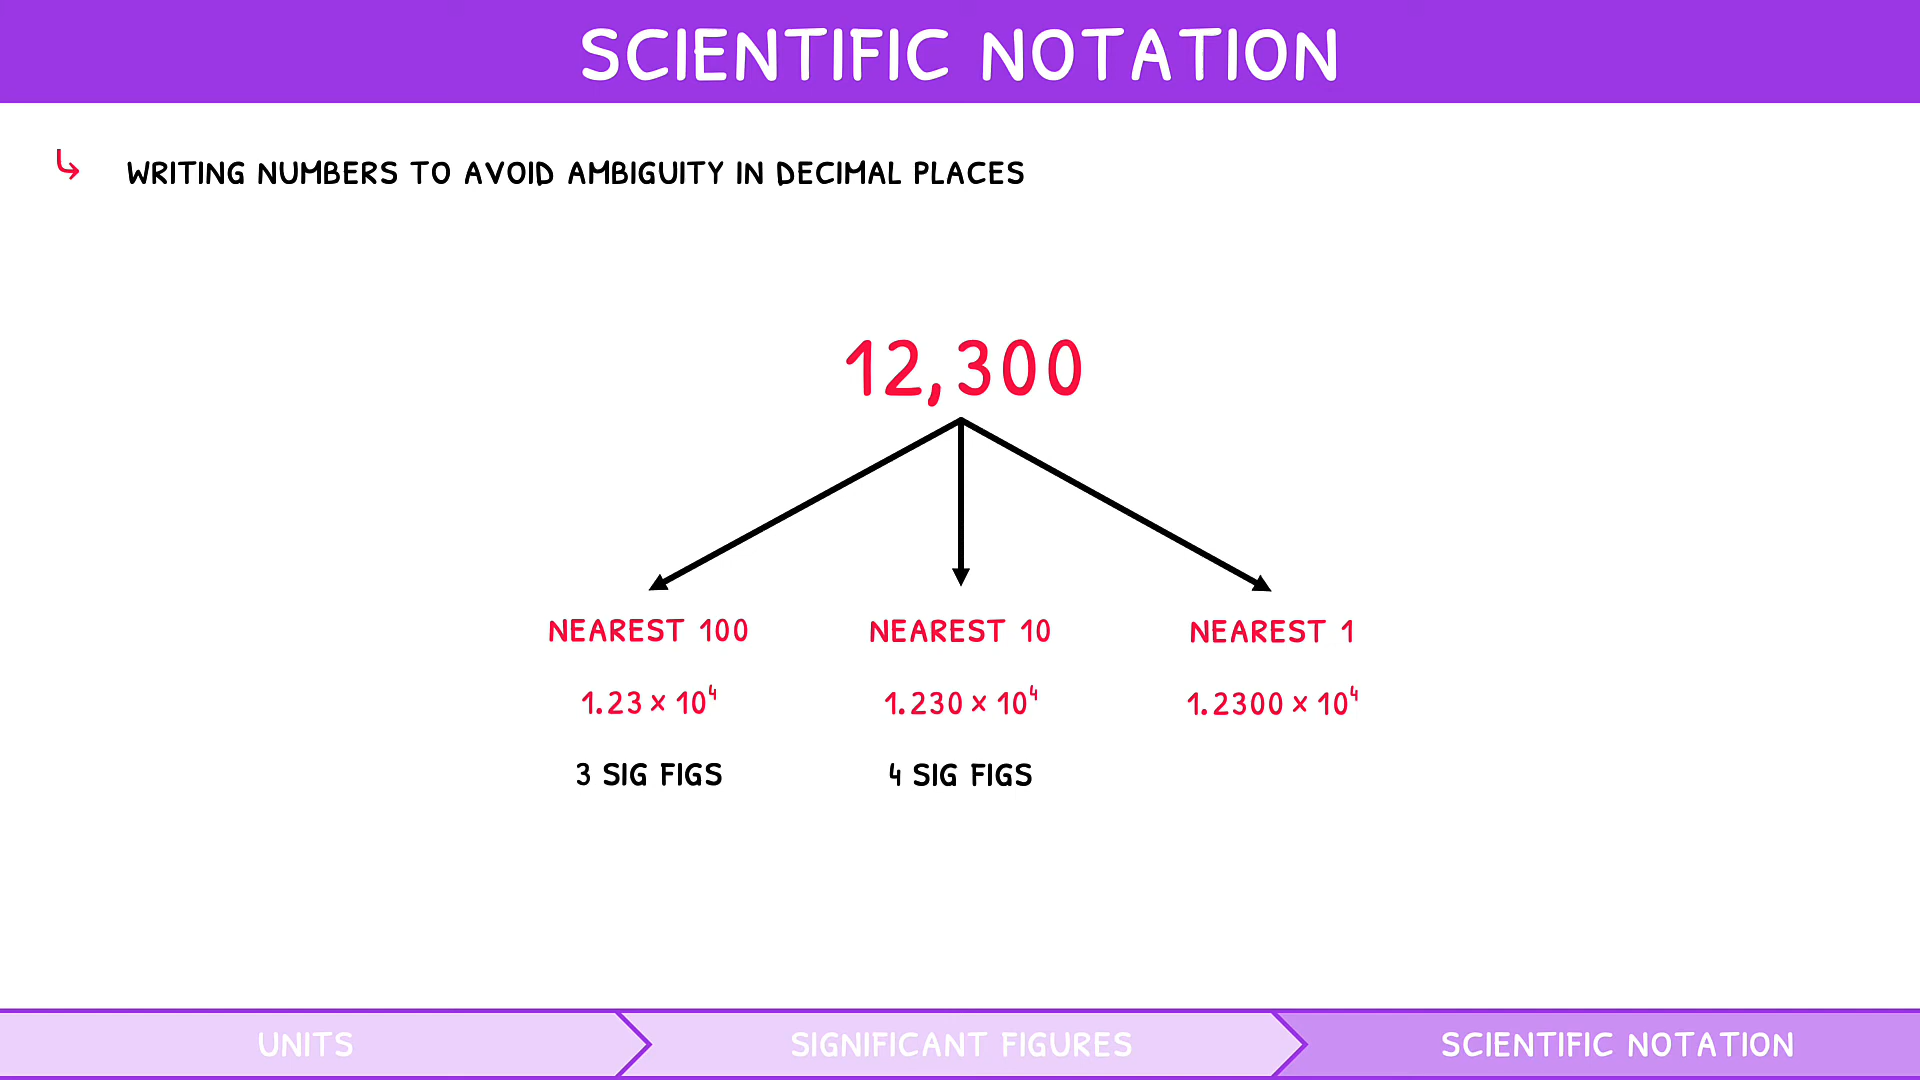 SCIENTIFIC NOTATION
WRITING NUMBERS TO AVOID AMBIGUITY IN DECIMAL PLACES
12,300
NEAREST 100 NEAREST 10 NEAREST 1
1.23 × 10⁴ 1.230 × 10⁴ 1.2300 × 10⁴
3 SIG FIGS 4 SIG FIGS
UNITS SIGNIFICANT FIGURES SCIENTIFIC NOTATION